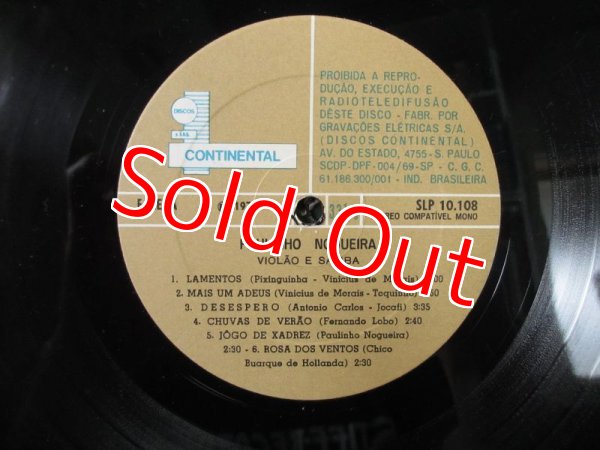 DISCOS
CONTINENTAL
PROIBIDA A REPRO-
DUÇÃO, EXECUÇÃO E
RADIOTELEDIFUSÃO
DÊSTE DISCO - FABR. POR
GRAVAÇÕES ELÉTRICAS S/A.
(DISCOS CONTINENTAL)
AV. DO ESTADO, 4755 - S. PAULO
SCDP-DPF-004/69-SP - C. G. C.
61.186.300/001 - IND. BRASILEIRA
SLP 10.108
COMPATÍVEL MONO
NOGUEIRA
VIOLÃO E SAMBA
1. LAMENTOS (Pixinguinha - Vinicius de Morais)
2. MAIS UM ADEUS (Vinicius de Morais - Toquinho)
3. DESESPERO (Antonio Carlos - Jocafi) 3:35
4. CHUVAS DE VERÃO (Fernando Lobo) 2:40
5. JÔGO DE XADREZ (Paulinho Nogueira)
2:30 - 6. ROSA DOS VENTOS (Chico
Buarque de Hollanda) 2:30
Sold Out